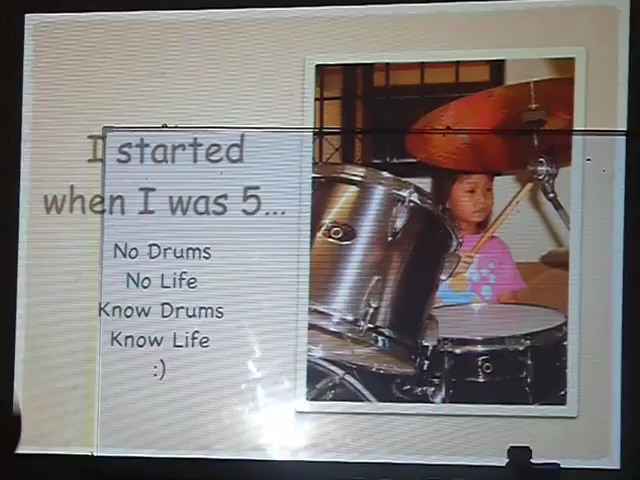 I started
when I was 5...
No Drums
No Life
Know Drums
Know Life
:)